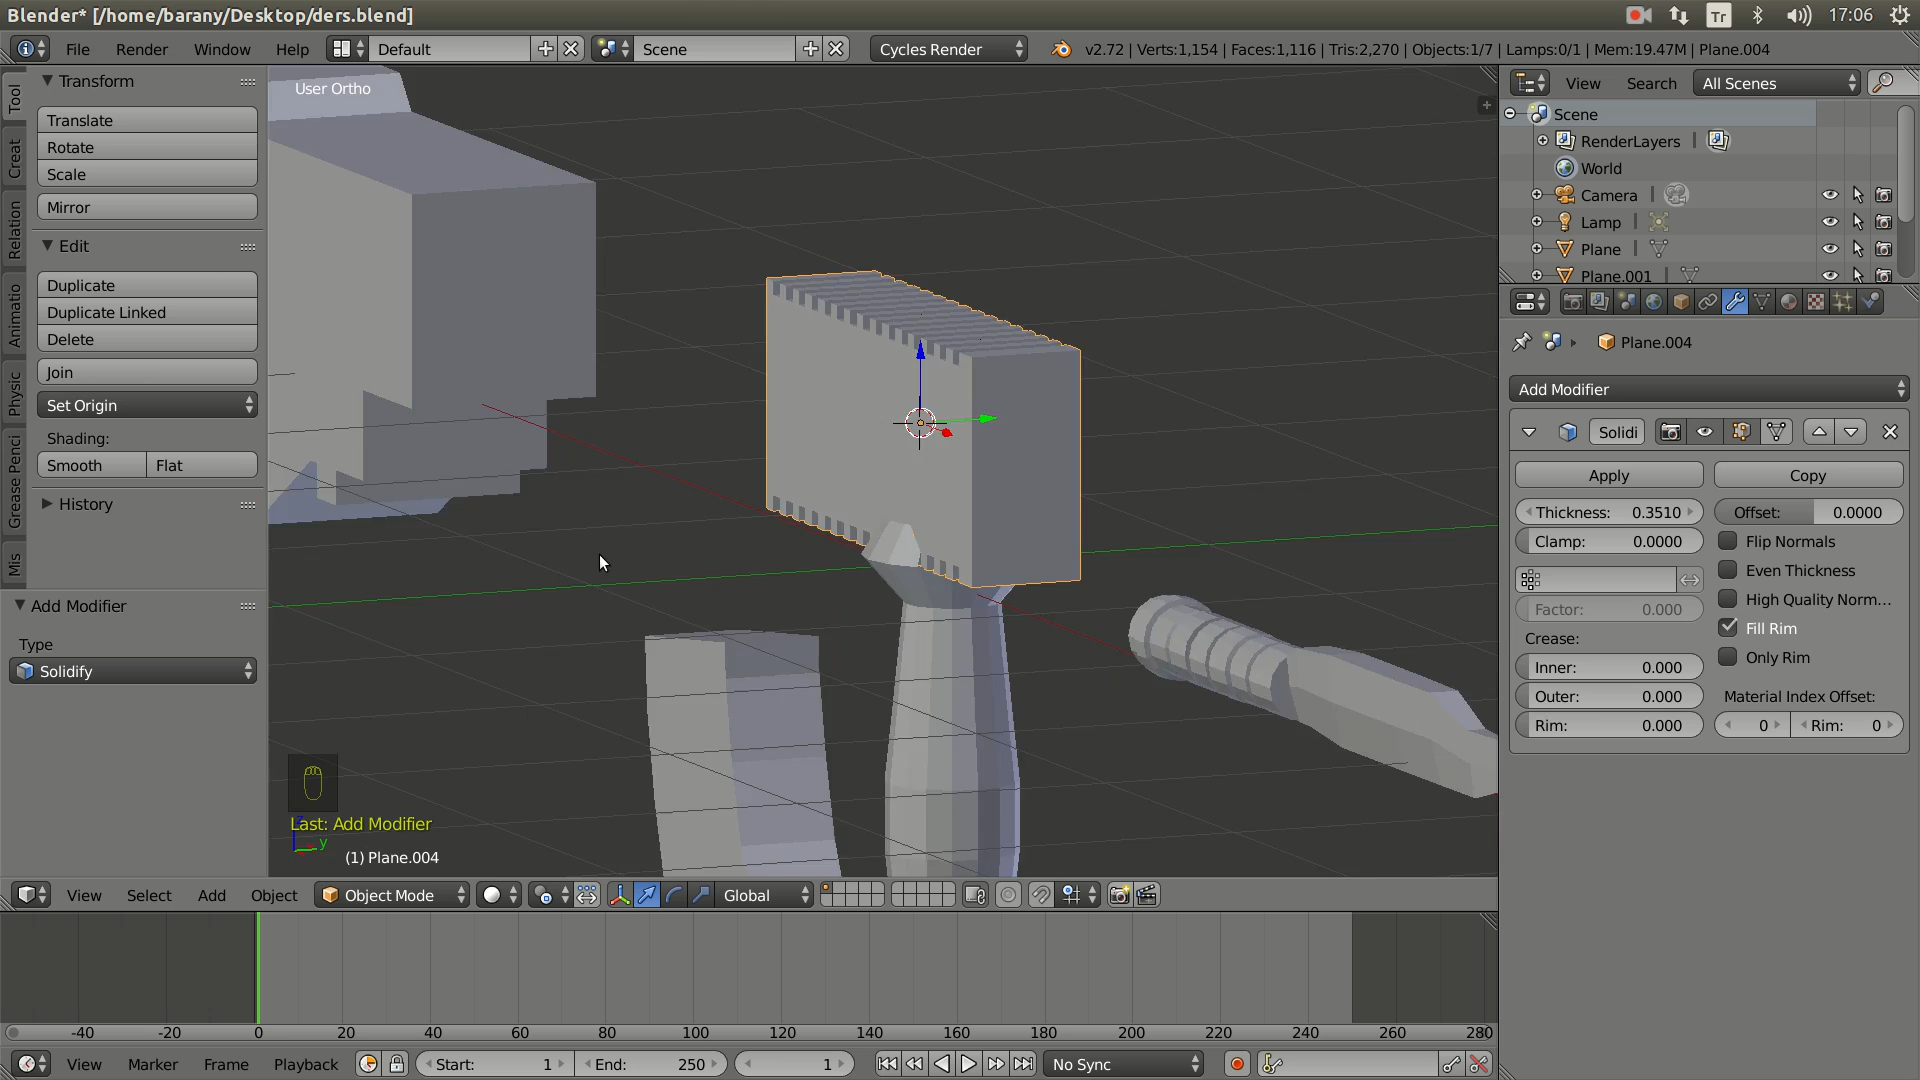 Blender* [/home/barany/Desktop/ders.blend]
Tr
17:06
File Render Window Help Default Scene Cycles Render v2.72 | Verts:1,154 | Faces:1,116 | Tris:2,270 | Objects:1/7 | Lamps:0/1 | Mem:19.47M | Plane.004
Tool
Creat
Relation
Animatio
Physic
Grease Penci
Mis
Transform
Translate
Rotate
Scale
Mirror
Edit
Duplicate
Duplicate Linked
Delete
Join
Set Origin
Shading:
Smooth Flat
History
Add Modifier
Type
Solidify
User Ortho
y
Last: Add Modifier
(1) Plane.004
View Select Add Object Object Mode Global
View Search All Scenes
Scene
RenderLayers |
World
Camera |
Lamp |
Plane |
Plane.001 |
Plane.004
Add Modifier
Solidi
Apply Copy
Thickness: 0.3510 Offset: 0.0000
Clamp: 0.0000 Flip Normals
Even Thickness
Factor: 0.000 High Quality Norm...
Crease: Fill Rim
Inner: 0.000 Only Rim
Outer: 0.000 Material Index Offset:
Rim: 0.000 0 Rim: 0
-40 -20 0 20 40 60 80 100 120 140 160 180 200 220 240 260 280
View Marker Frame Playback Start: 1 End: 250 1 No Sync